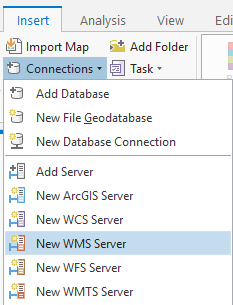 Insert Analysis View Edi
Import Map Add Folder
Connections Task
Add Database
New File Geodatabase
New Database Connection
Add Server
New ArcGIS Server
New WCS Server
New WMS Server
New WFS Server
New WMTS Server